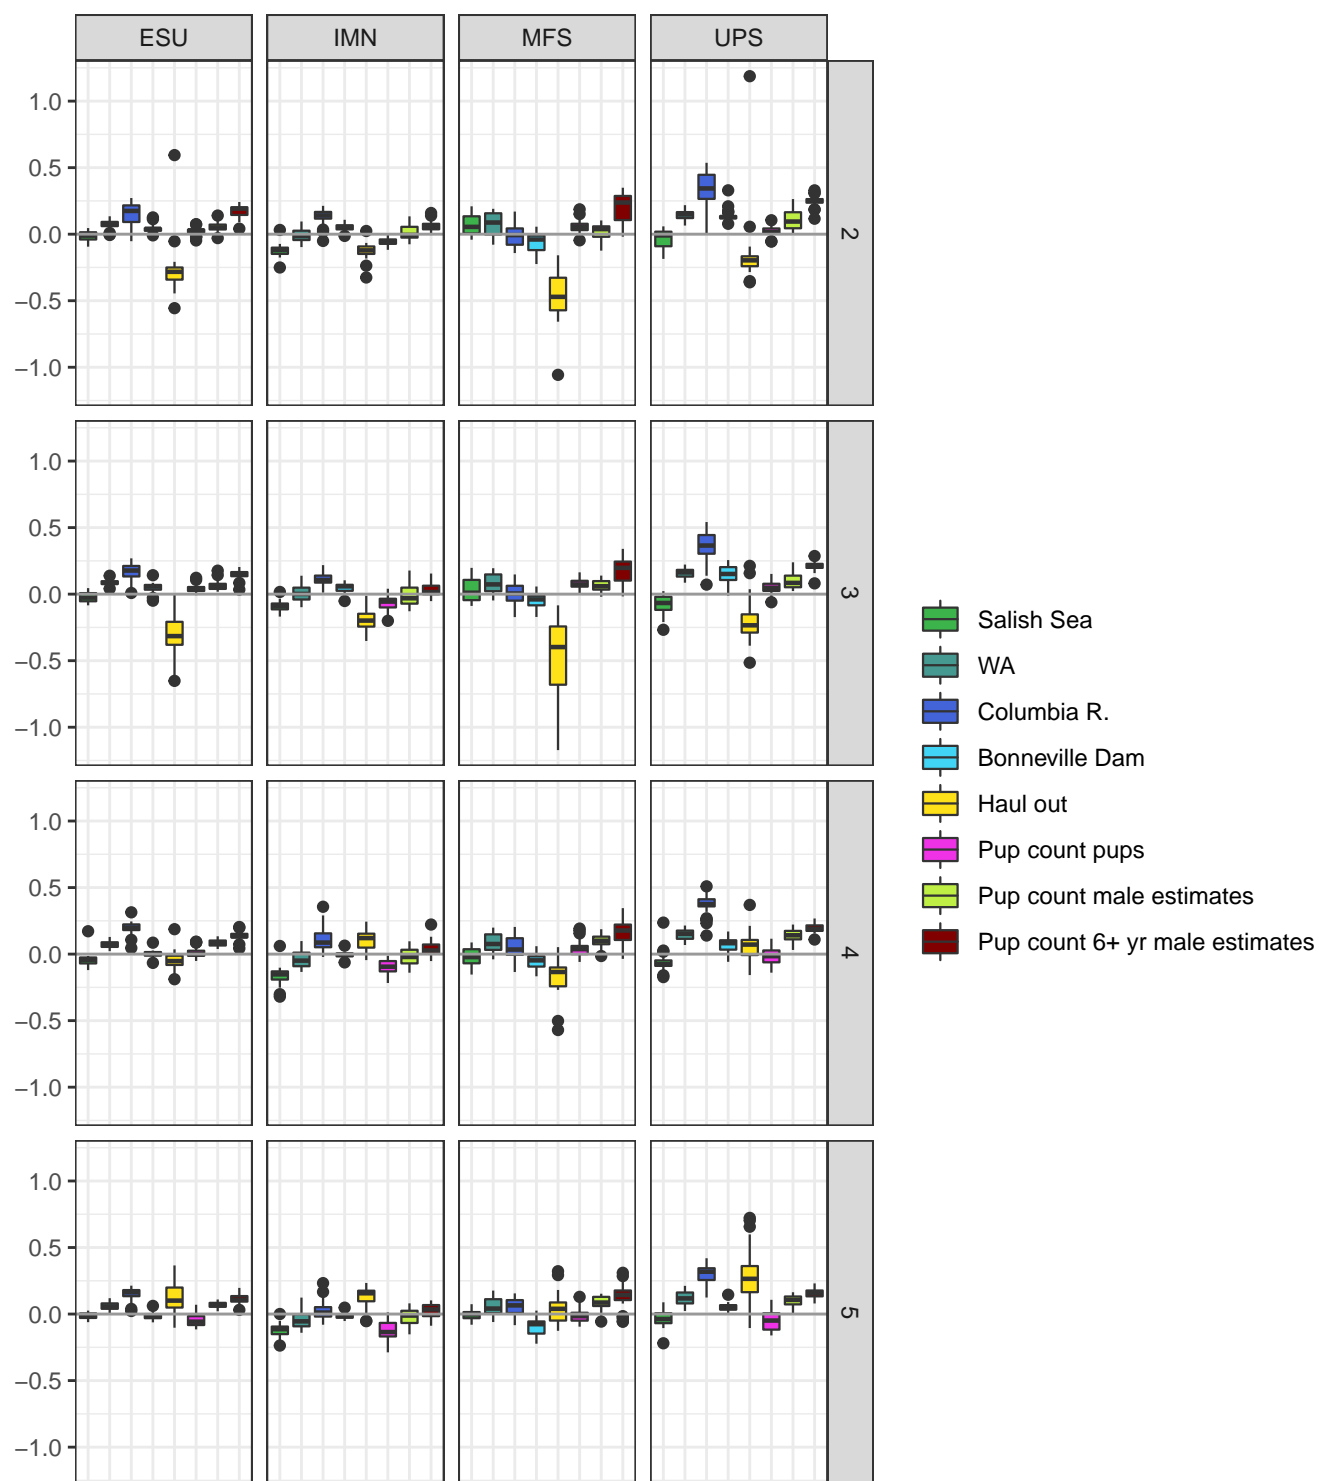 ESU IMN MFS UPS
1.0
0.5
0.0
−0.5
−1.0
2
1.0
0.5
0.0
−0.5
−1.0
3
1.0
0.5
0.0
−0.5
−1.0
4
1.0
0.5
0.0
−0.5
−1.0
5
Salish Sea
WA
Columbia R.
Bonneville Dam
Haul out
Pup count pups
Pup count male estimates
Pup count 6+ yr male estimates